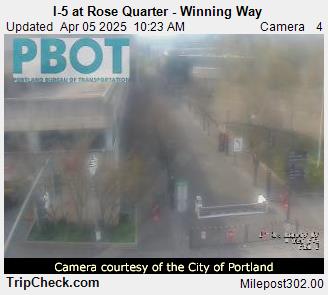 I-5 at Rose Quarter - Winning Way
Updated Apr 05 2025 10:23 AM Camera 4
PBOT
PORTLAND BUREAU OF TRANSPORTATION
Camera courtesy of the City of Portland
TripCheck.com Milepost302.00